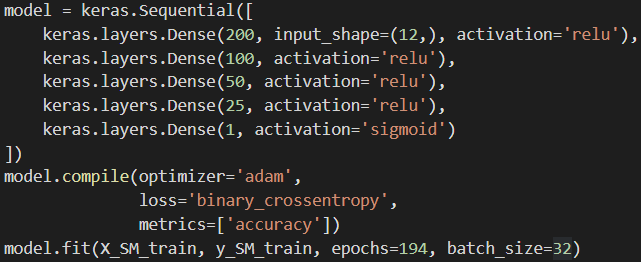 model = keras.Sequential([
    keras.layers.Dense(200, input_shape=(12,), activation='relu'),
    keras.layers.Dense(100, activation='relu'),
    keras.layers.Dense(50, activation='relu'),
    keras.layers.Dense(25, activation='relu'),
    keras.layers.Dense(1, activation='sigmoid')
])
model.compile(optimizer='adam',
              loss='binary_crossentropy',
              metrics=['accuracy'])
model.fit(X_SM_train, y_SM_train, epochs=194, batch_size=32)